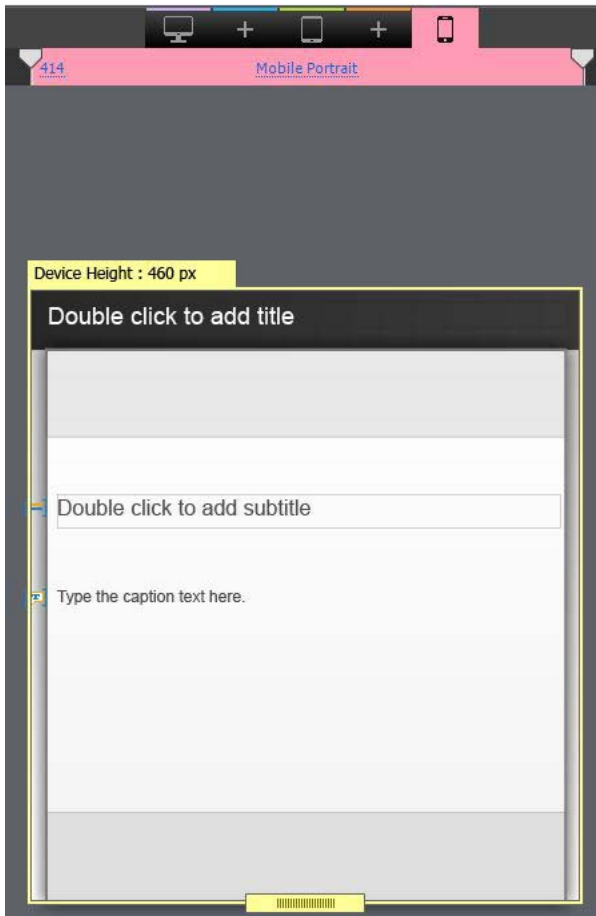 414
Mobile Portrait
Device Height : 460 px
Double click to add title
Double click to add subtitle
Type the caption text here.